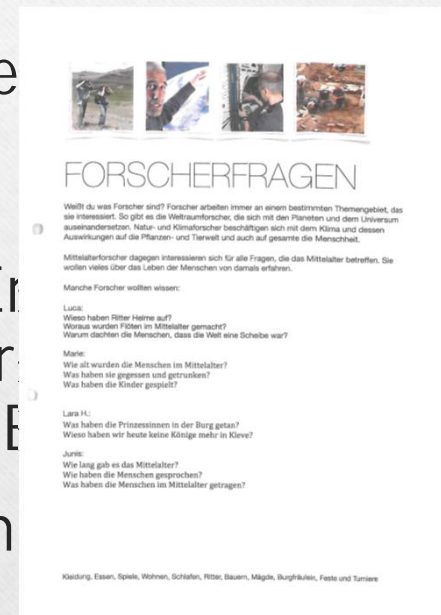 e
r
E
n
FORSCHERFRAGEN
Weißt du was Forscher sind? Forscher arbeiten immer an einem bestimmten Themengebiet, das
sie interessiert. So gibt es die Weltraumforscher, die sich mit den Planeten und dem Universum
auseinandersetzen. Natur- und Klimaforscher beschäftigen sich mit dem Klima und dessen
Auswirkungen auf die Pflanzen- und Tierwelt und auch auf gesamte die Menschheit.
Mittelalterforscher dagegen interessieren sich für alle Fragen, die das Mittelalter betreffen. Sie
wollen vieles über das Leben der Menschen von damals erfahren.
Manche Forscher wollten wissen:
Luca:
Wieso haben Ritter Helme auf?
Woraus wurden Flöten im Mittelalter gemacht?
Warum dachten die Menschen, dass die Welt eine Scheibe war?
Marie:
Wie alt wurden die Menschen im Mittelalter?
Was haben sie gegessen und getrunken?
Was haben die Kinder gespielt?
Lara H.:
Was haben die Prinzessinnen in der Burg getan?
Wieso haben wir heute keine Könige mehr in Kleve?
Junis:
Wie lang gab es das Mittelalter?
Wie haben die Menschen gesprochen?
Was haben die Menschen im Mittelalter getragen?
Kleidung, Essen, Spiele, Wohnen, Schlafen, Ritter, Bauern, Mägde, Burgfräulein, Feste und Turniere